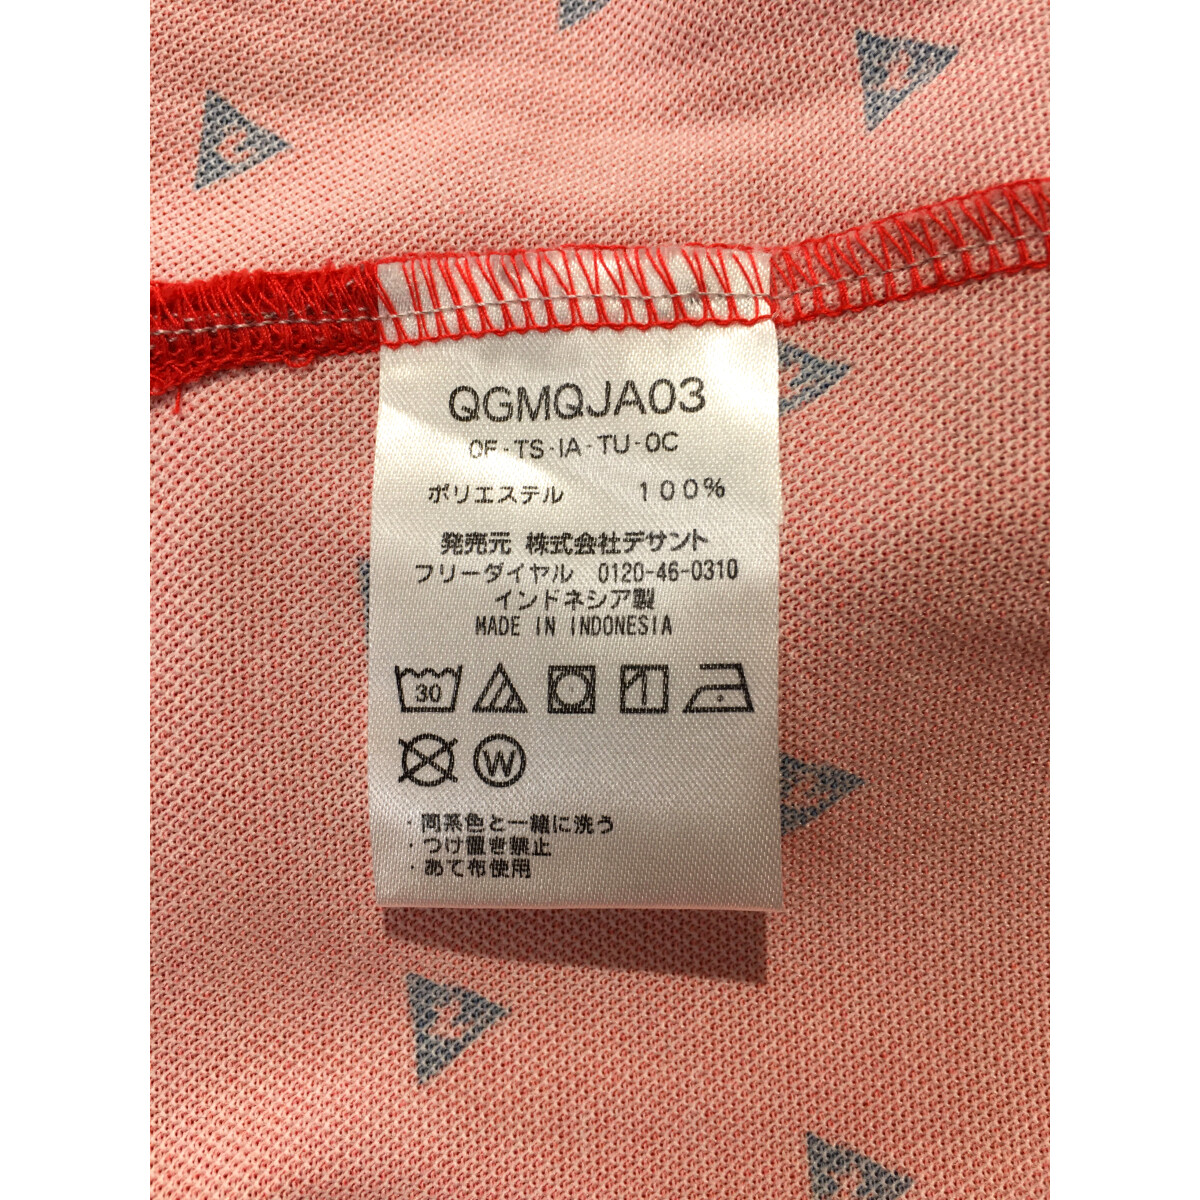 QGMQJA03
OF-TS-IA-TU-OC
ポリエステル 100%
発売元 株式会社デサント
フリーダイヤル 0120-46-0310
インドネシア製
MADE IN INDONESIA
30
W
・同系色と一緒に洗う
・つけ置き禁止
・あて布使用